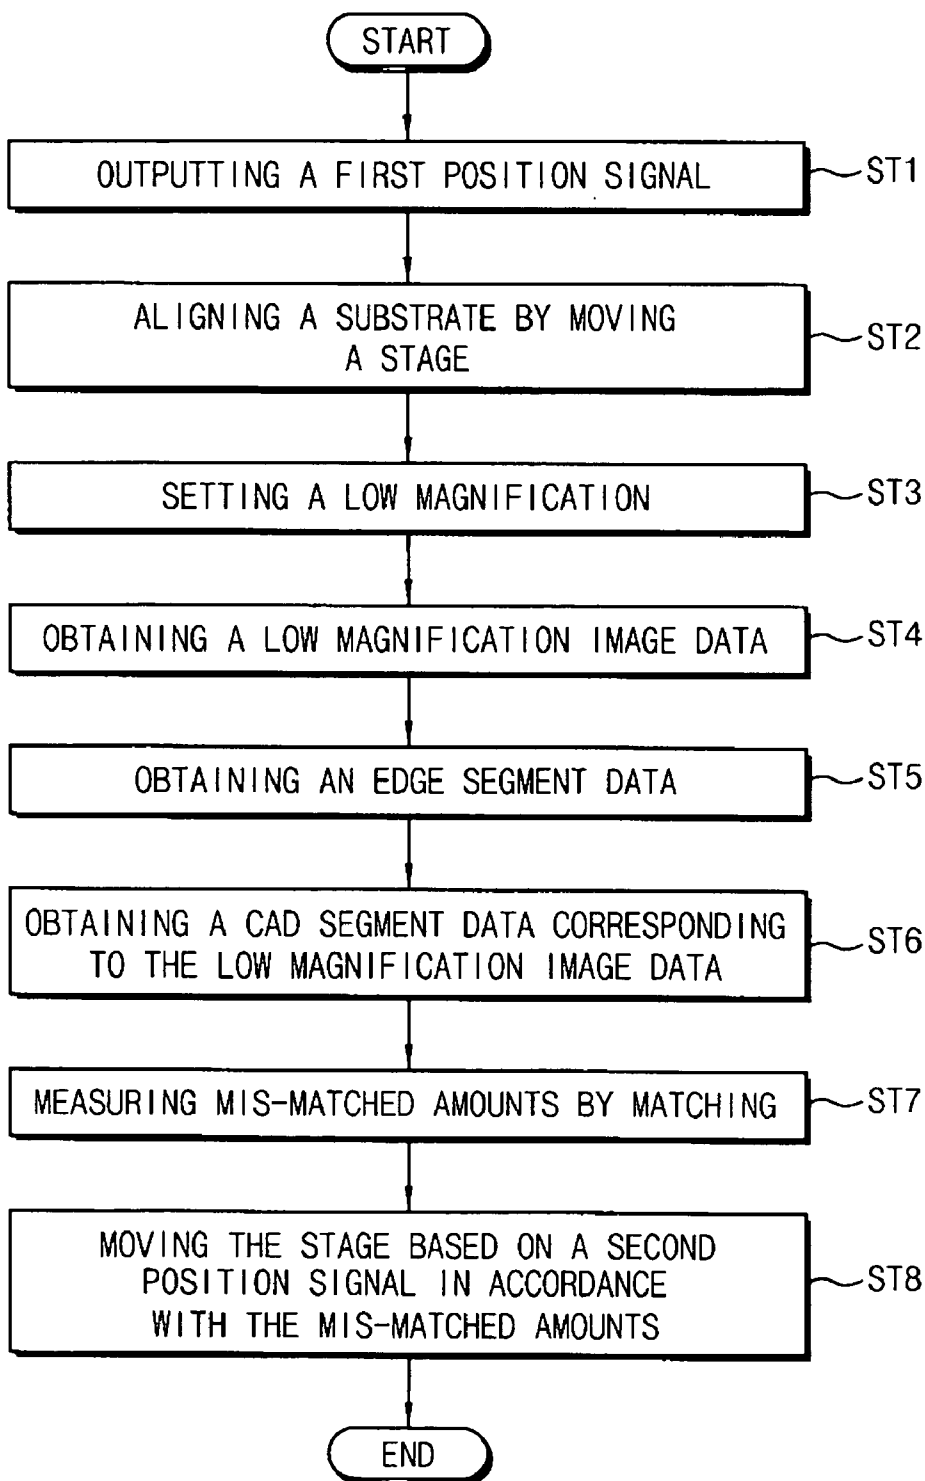 START
OUTPUTTING A FIRST POSITION SIGNAL
ST1
ALIGNING A SUBSTRATE BY MOVING
A STAGE
ST2
SETTING A LOW MAGNIFICATION
ST3
OBTAINING A LOW MAGNIFICATION IMAGE DATA
ST4
OBTAINING AN EDGE SEGMENT DATA
ST5
OBTAINING A CAD SEGMENT DATA CORRESPONDING
TO THE LOW MAGNIFICATION IMAGE DATA
ST6
MEASURING MIS-MATCHED AMOUNTS BY MATCHING
ST7
MOVING THE STAGE BASED ON A SECOND
POSITION SIGNAL IN ACCORDANCE
WITH THE MIS-MATCHED AMOUNTS
ST8
END